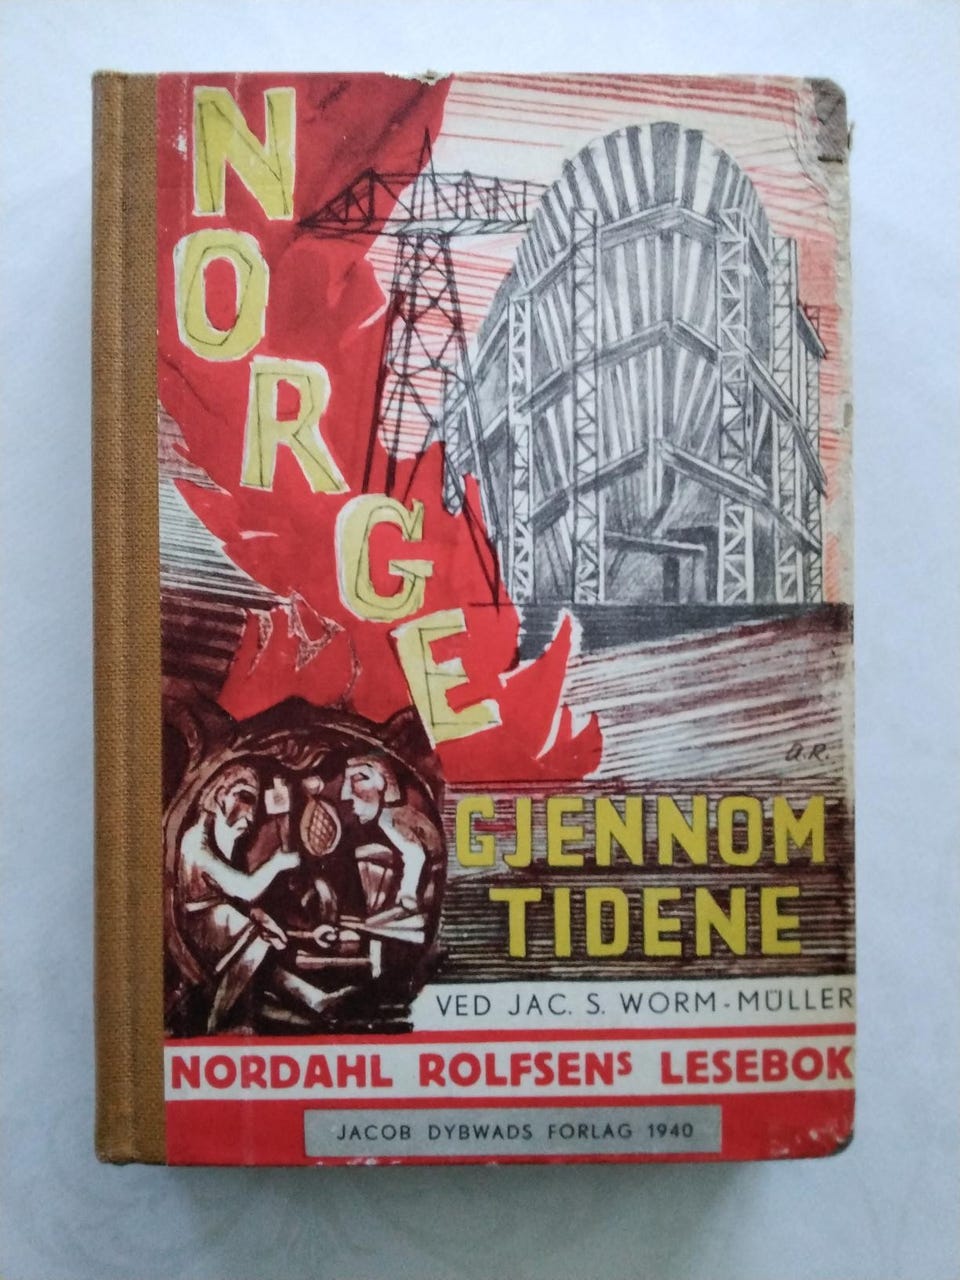 NORGE
A.R.
GJENNOM
TIDENE
VED JAC. S. WORM-MÜLLER
NORDAHL ROLFSENS LESEBOK
JACOB DYBWADS FORLAG 1940